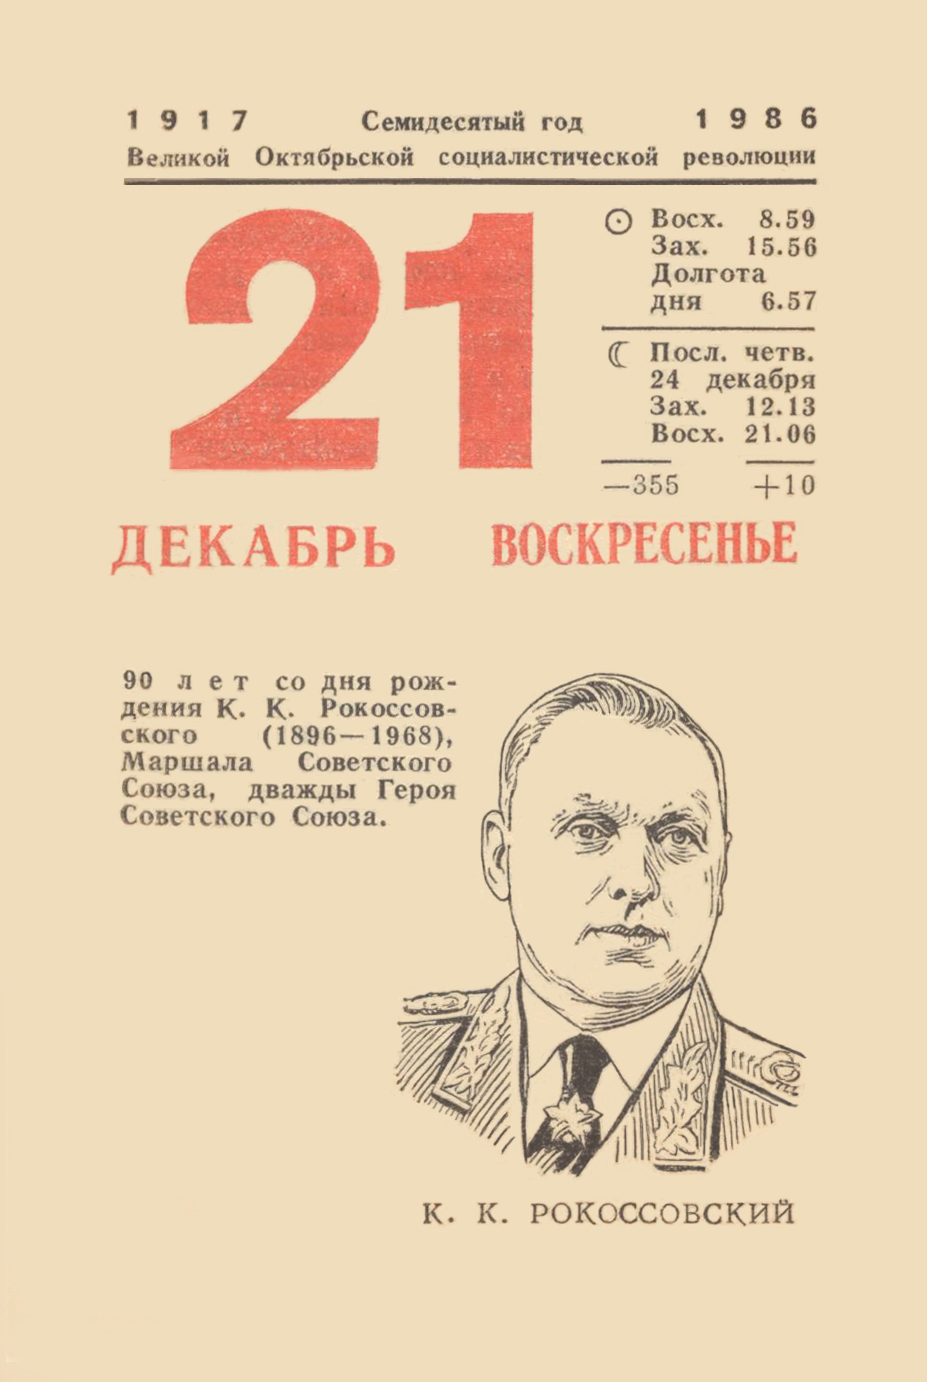 1917 Семидесятый год 1986
Великой Октябрьской социалистической революции
21
☉ Восх. 8.59
Зах. 15.56
Долгота
дня 6.57
☾ Посл. четв.
24 декабря
Зах. 12.13
Восх. 21.06
—355 +10
ДЕКАБРЬ ВОСКРЕСЕНЬЕ
90 лет со дня рож-
дения К. К. Рокоссов-
ского (1896—1968),
Маршала Советского
Союза, дважды Героя
Советского Союза.
К. К. РОКОССОВСКИЙ